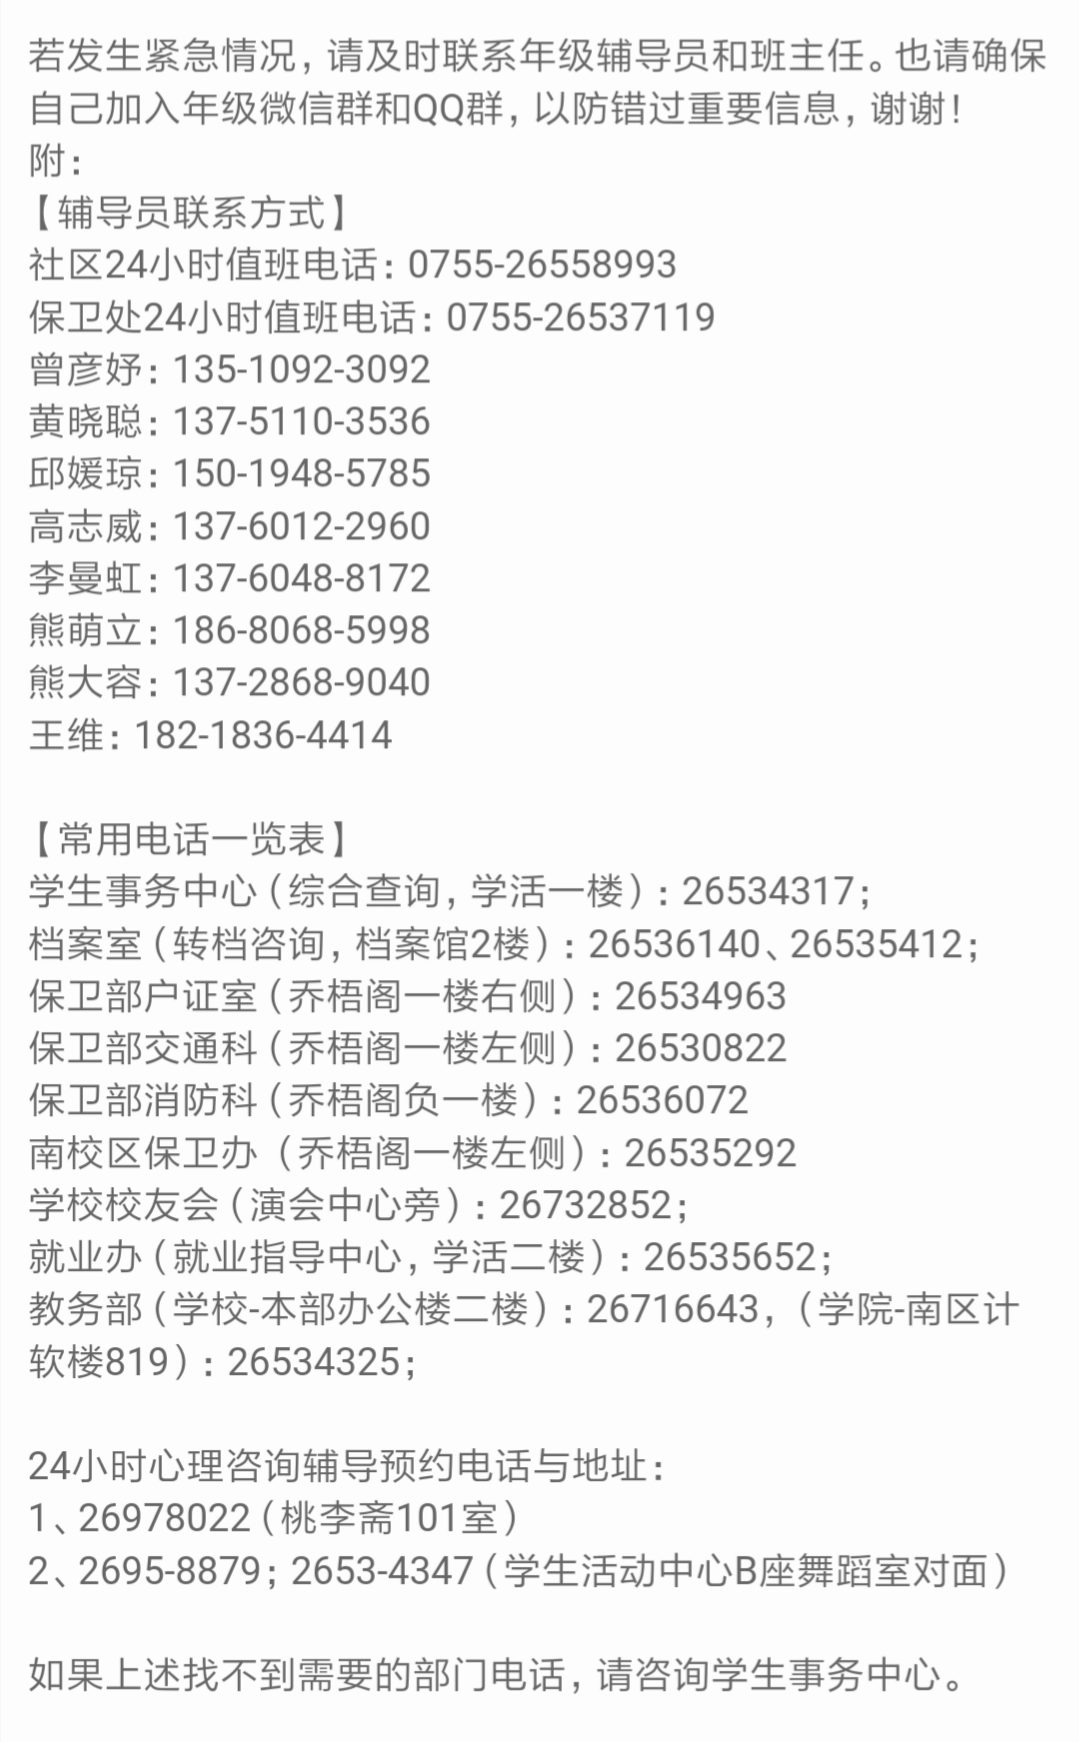 若发生紧急情况，请及时联系年级辅导员和班主任。也请确保
自己加入年级微信群和QQ群，以防错过重要信息，谢谢！
附：
【辅导员联系方式】
社区24小时值班电话：0755-26558993
保卫处24小时值班电话：0755-26537119
曾彦妤：135-1092-3092
黄晓聪：137-5110-3536
邱媛琼：150-1948-5785
高志威：137-6012-2960
李曼虹：137-6048-8172
熊萌立：186-8068-5998
熊大容：137-2868-9040
王维：182-1836-4414
【常用电话一览表】
学生事务中心（综合查询，学活一楼）：26534317；
档案室（转档咨询，档案馆2楼）：26536140、26535412；
保卫部户证室（乔梧阁一楼右侧）：26534963
保卫部交通科（乔梧阁一楼左侧）：26530822
保卫部消防科（乔梧阁负一楼）：26536072
南校区保卫办（乔梧阁一楼左侧）：26535292
学校校友会（演会中心旁）：26732852；
就业办（就业指导中心，学活二楼）：26535652；
教务部（学校-本部办公楼二楼）：26716643，（学院-南区计
软楼819）：26534325；
24小时心理咨询辅导预约电话与地址：
1、26978022（桃李斋101室）
2、2695-8879；2653-4347（学生活动中心B座舞蹈室对面）
如果上述找不到需要的部门电话，请咨询学生事务中心。